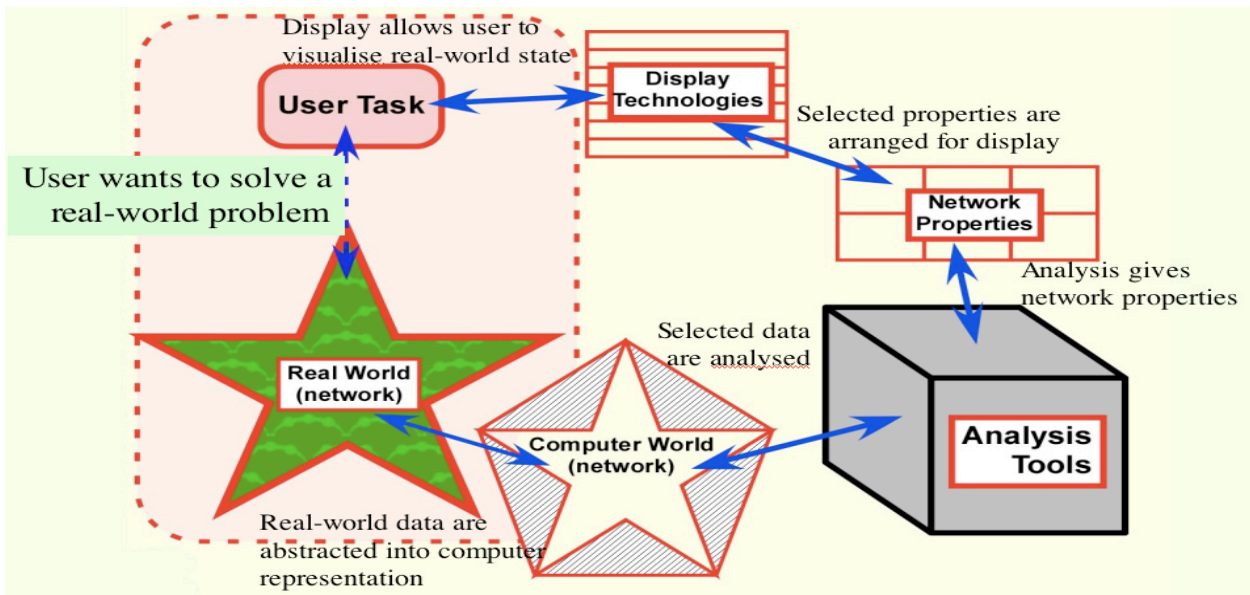 Display allows user to
visualise real-world state
User Task
Display
Technologies
Selected properties are
arranged for display
User wants to solve a
real-world problem
Network
Properties
Analysis gives
network properties
Selected data
are analysed
Real World
(network)
Computer World
(network)
Analysis
Tools
Real-world data are
abstracted into computer
representation